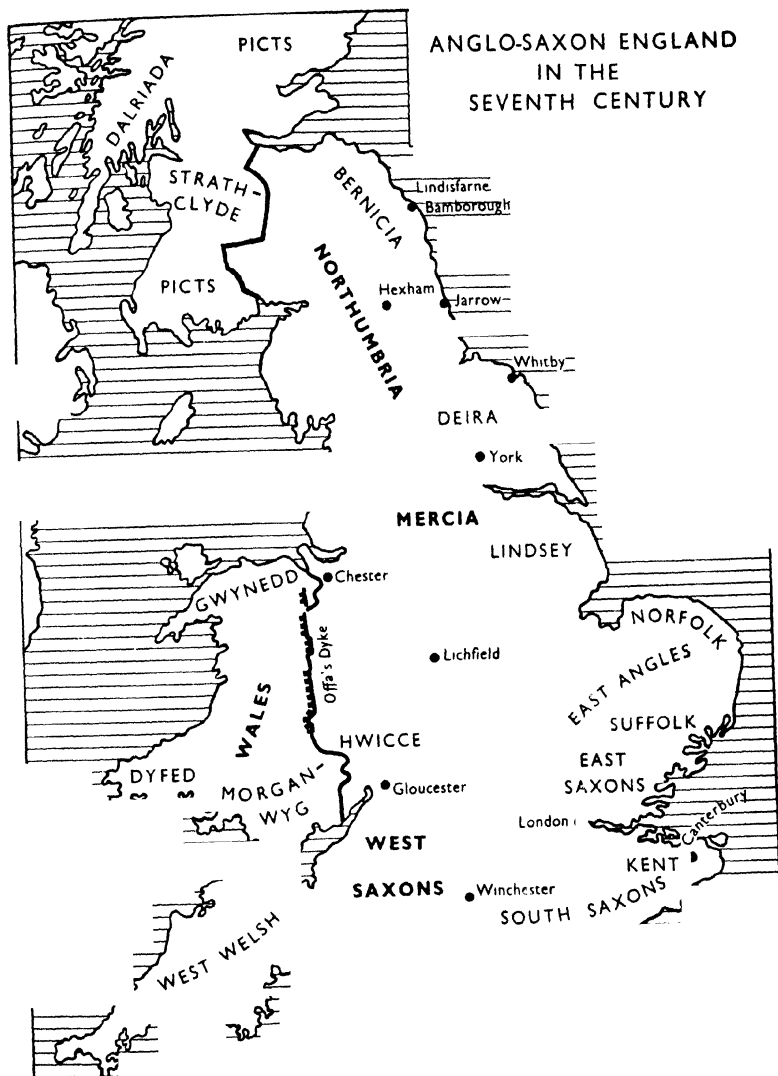 ANGLO-SAXON ENGLAND
IN THE
SEVENTH CENTURY
PICTS
DALRIADA
STRATH-
CLYDE
BERNICIA
Lindisfarne
Bamborough
PICTS
NORTHUMBRIA
Hexham
Jarrow
Whitby
DEIRA
York
MERCIA
LINDSEY
GWYNEDD
Chester
NORFOLK
Offa's Dyke
Lichfield
EAST ANGLES
WALES
SUFFOLK
HWICCE
EAST
SAXONS
DYFED
MORGAN-
WYG
Gloucester
London
Canterbury
WEST
SAXONS
KENT
Winchester
SOUTH SAXONS
WEST WELSH